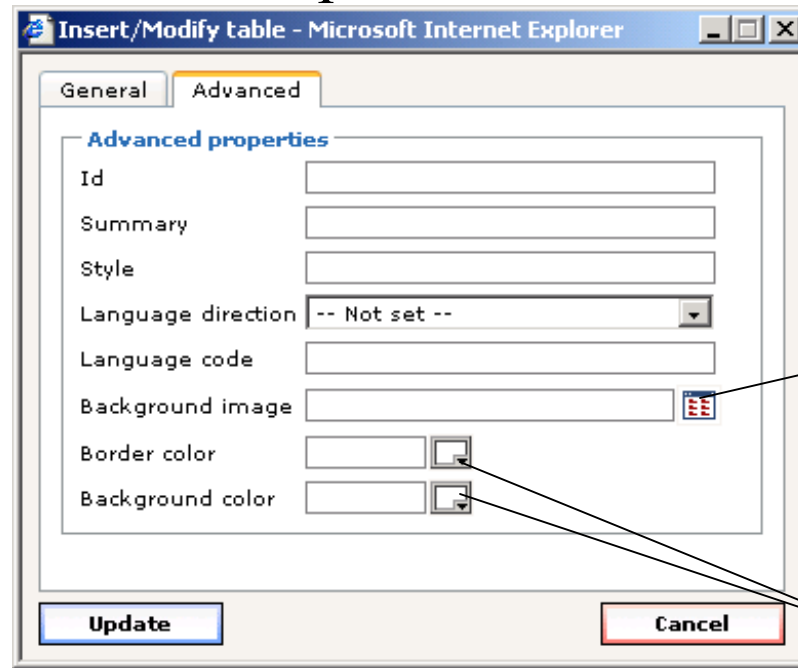 Insert/Modify table - Microsoft Internet Explorer
General Advanced
Advanced properties
Id
Summary
Style
Language direction -- Not set --
Language code
Background image
Border color
Background color
Update Cancel